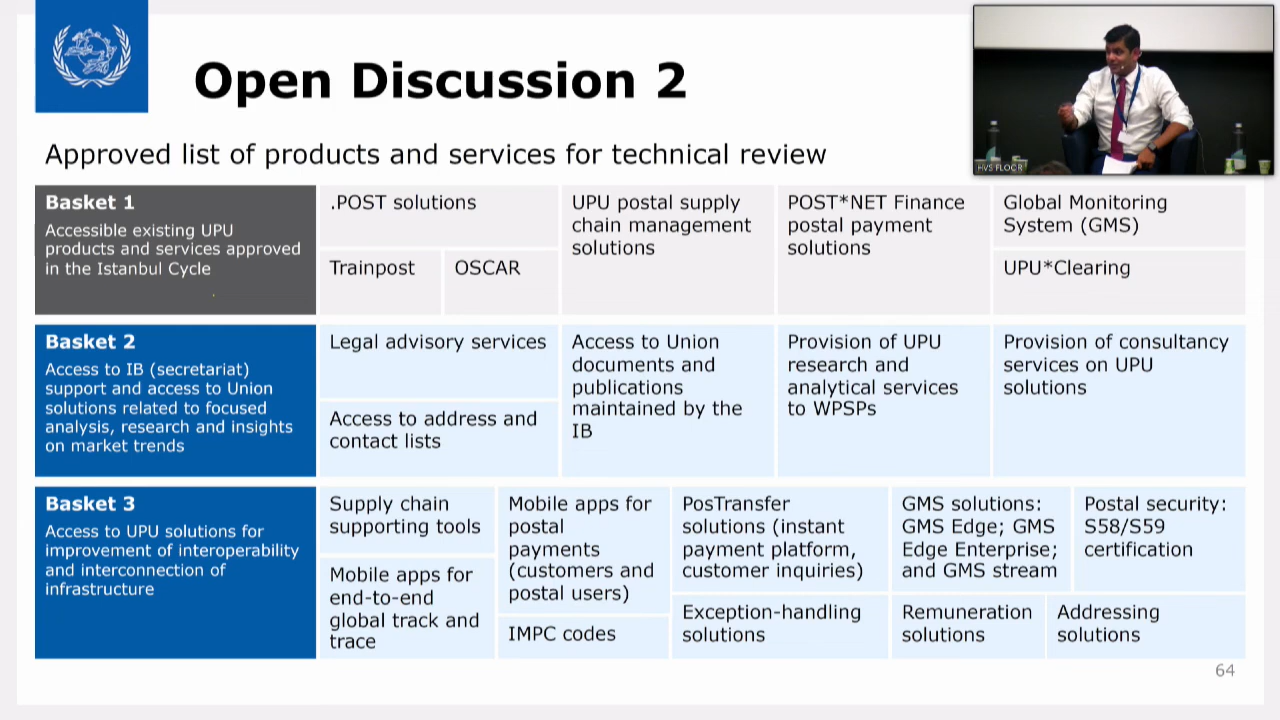 Open Discussion 2
Approved list of products and services for technical review
HVS FLOOR
Basket 1
Accessible existing UPU
products and services approved
in the Istanbul Cycle
.POST solutions
Trainpost
OSCAR
UPU postal supply
chain management
solutions
POST*NET Finance
postal payment
solutions
Global Monitoring
System (GMS)
UPU*Clearing
Basket 2
Access to IB (secretariat)
support and access to Union
solutions related to focused
analysis, research and insights
on market trends
Legal advisory services
Access to address and
contact lists
Access to Union
documents and
publications
maintained by the
IB
Provision of UPU
research and
analytical services
to WPSPs
Provision of consultancy
services on UPU
solutions
Basket 3
Access to UPU solutions for
improvement of interoperability
and interconnection of
infrastructure
Supply chain
supporting tools
Mobile apps for
end-to-end
global track and
trace
Mobile apps for
postal
payments
(customers and
postal users)
IMPC codes
PosTransfer
solutions (instant
payment platform,
customer inquiries)
Exception-handling
solutions
GMS solutions:
GMS Edge; GMS
Edge Enterprise;
and GMS stream
Remuneration
solutions
Postal security:
S58/S59
certification
Addressing
solutions
64